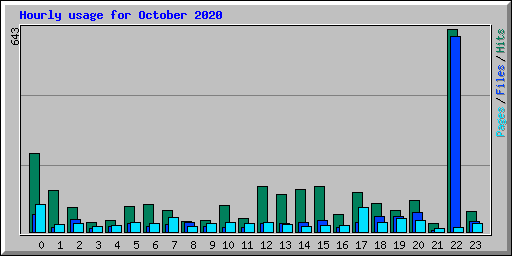 Hourly usage for October 2020
643
Pages/Files/Hits
0 1 2 3 4 5 6 7 8 9 10 11 12 13 14 15 16 17 18 19 20 21 22 23